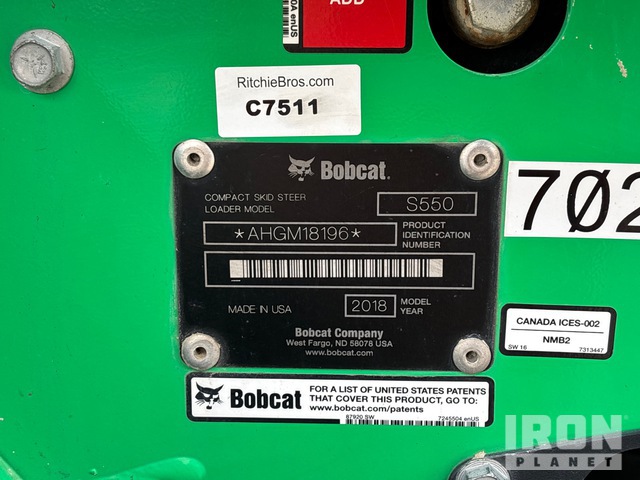 ADD
RitchieBros.com
C7511
Bobcat.
COMPACT SKID STEER
LOADER MODEL
S550
*AHGM18196*
PRODUCT
IDENTIFICATION
NUMBER
MADE IN USA
2018
MODEL
YEAR
Bobcat Company
West Fargo, ND 58078 USA
www.bobcat.com
7Ø2
CANADA ICES-002
NMB2
SW 16
7313447
Bobcat
FOR A LIST OF UNITED STATES PATENTS
THAT COVER THIS PRODUCT, GO TO:
www.bobcat.com/patents
87920 SW
7245504 enUS
IRON
PLANET